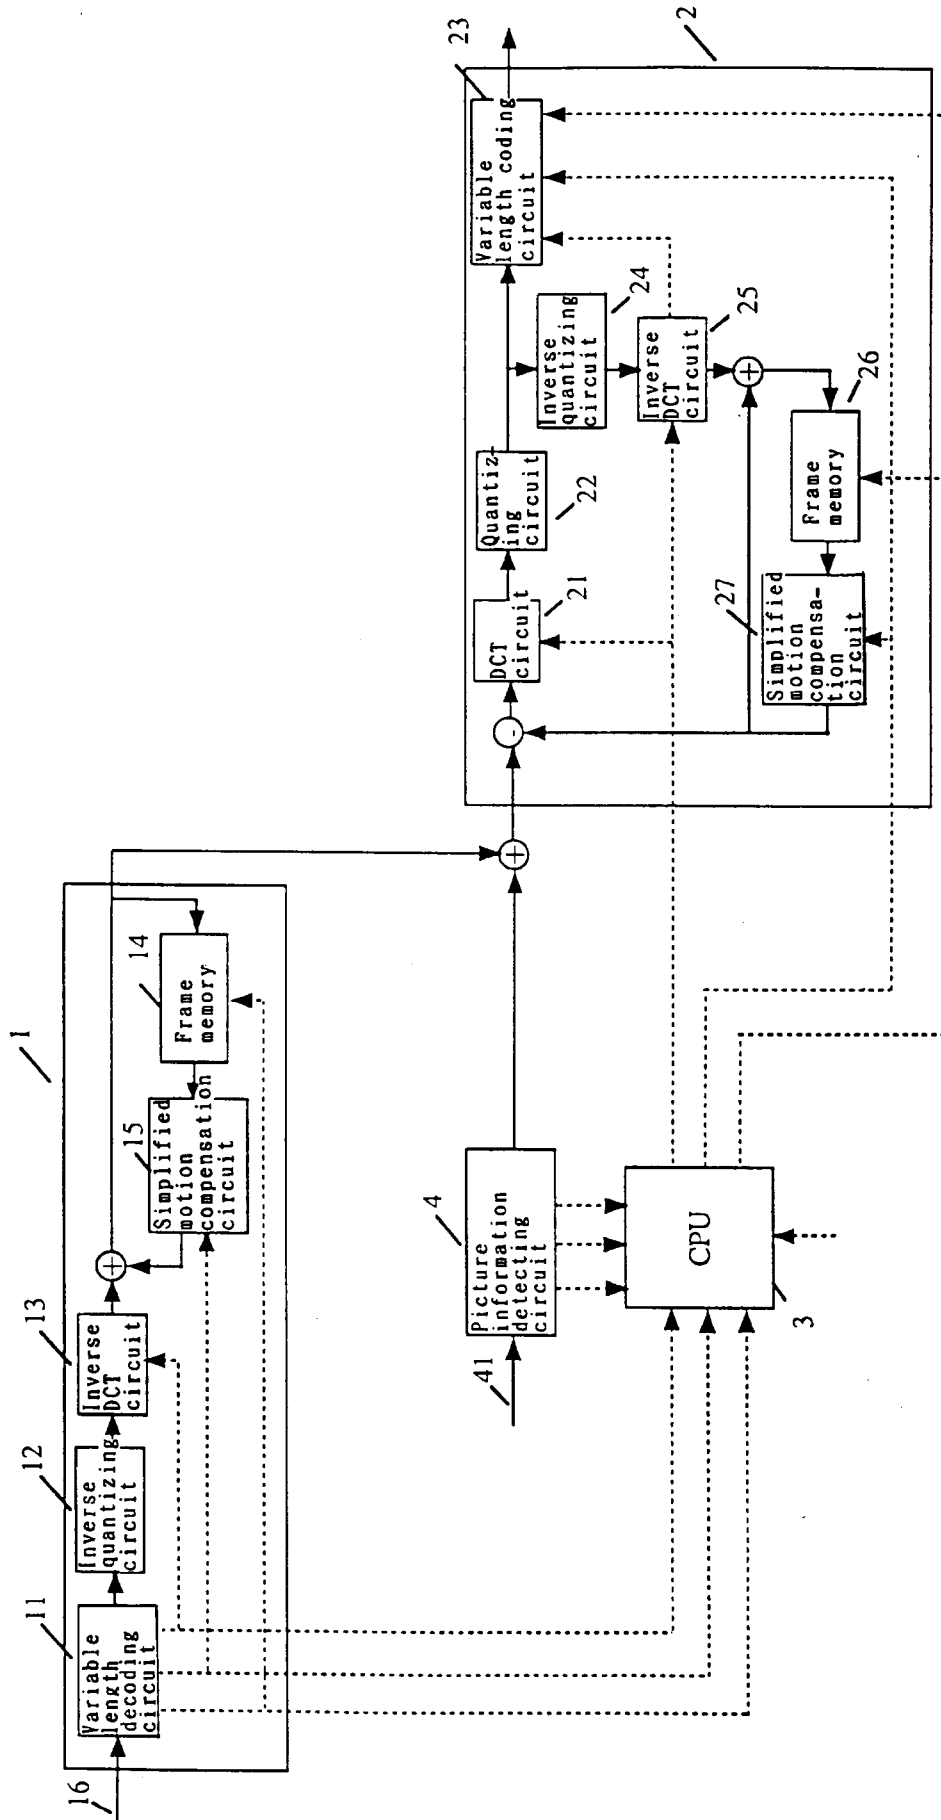 1
16
11
Variable
length
decoding
circuit
12
Inverse
quantizing
circuit
13
Inverse
DCT
circuit
+
15
Simplified
motion
compensation
circuit
14
Frame
memory
41
4
Picture
information
detecting
circuit
+
CPU
3
2
-
21
DCT
circuit
22
Quantiz-
ing
circuit
23
Variable
length coding
circuit
24
Inverse
quantizing
circuit
25
Inverse
DCT
circuit
+
26
Frame
memory
27
Simplified
motion
compensa-
tion
circuit